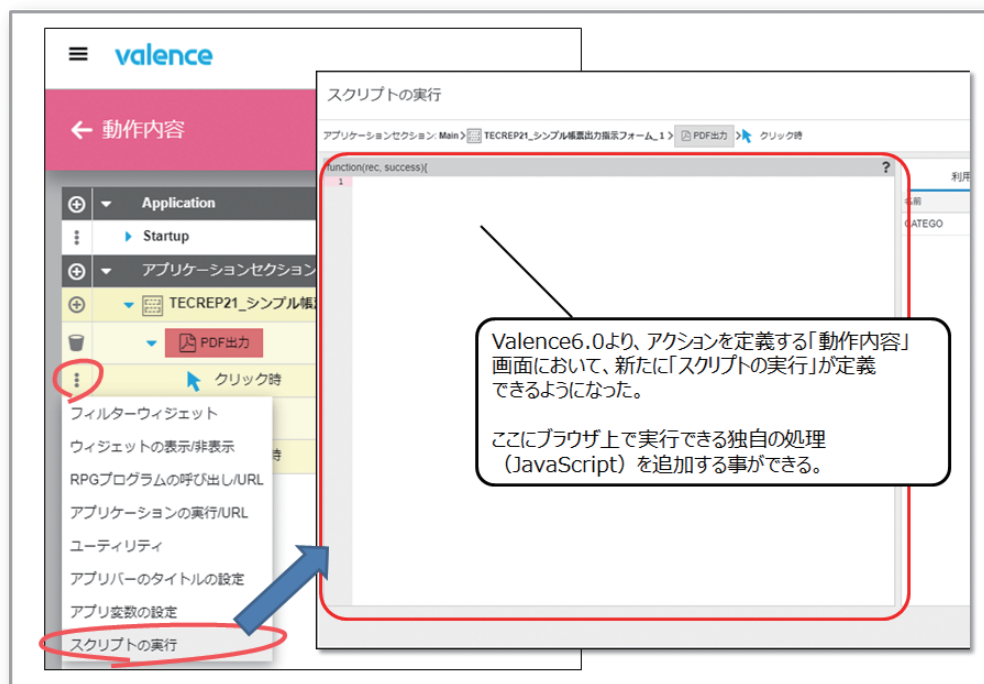 valence
動作内容
Application
Startup
アプリケーションセクション
TECREP21_シンプル帳
PDF出力
クリック時
時
フィルターウィジェット
ウィジェットの表示/非表示
RPGプログラムの呼び出し/URL
アプリケーションの実行/URL
ユーティリティ
アプリバーのタイトルの設定
アプリ変数の設定
スクリプトの実行
スクリプトの実行
アプリケーションセクション: Main TECREP21_シンプル帳票出力指示フォーム_1 PDF出力 クリック時
function(rec, success){ ?
1
利用
名前
CATEGO
Valence6.0より、アクションを定義する「動作内容」
画面において、新たに「スクリプトの実行」が定義
できるようになった。
ここにブラウザ上で実行できる独自の処理
（JavaScript）を追加する事ができる。